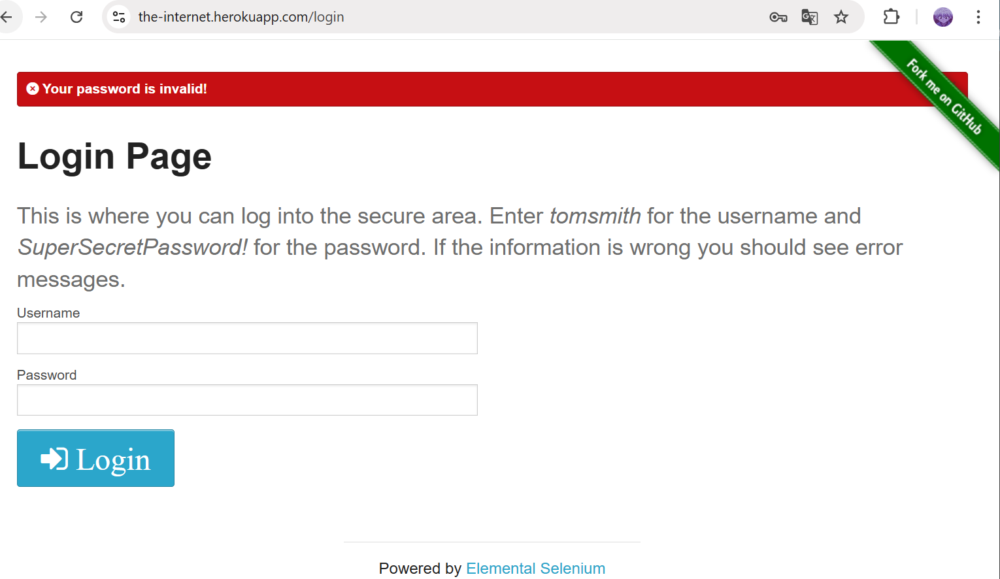 the-internet.herokuapp.com/login
Your password is invalid!
Fork me on GitHub
Login Page
This is where you can log into the secure area. Enter tomsmith for the username and
SuperSecretPassword! for the password. If the information is wrong you should see error
messages.
Username
Password
Login
Powered by Elemental Selenium